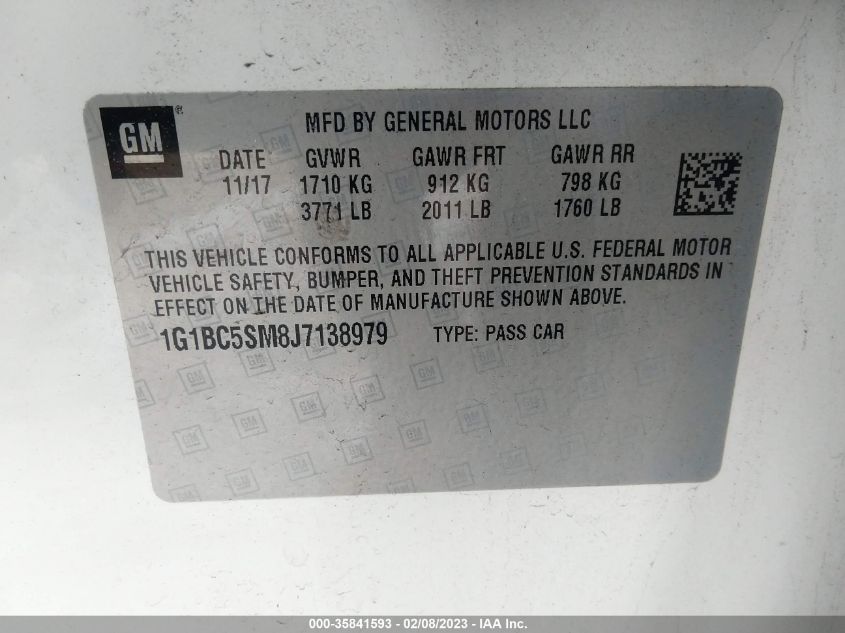 GM®
MFD BY GENERAL MOTORS LLC
DATE GVWR GAWR FRT GAWR RR
11/17 1710 KG 912 KG 798 KG
3771 LB 2011 LB 1760 LB
THIS VEHICLE CONFORMS TO ALL APPLICABLE U.S. FEDERAL MOTOR
VEHICLE SAFETY, BUMPER, AND THEFT PREVENTION STANDARDS IN
EFFECT ON THE DATE OF MANUFACTURE SHOWN ABOVE.
1G1BC5SM8J7138979 TYPE: PASS CAR
000-35841593 - 02/08/2023 - IAA Inc.